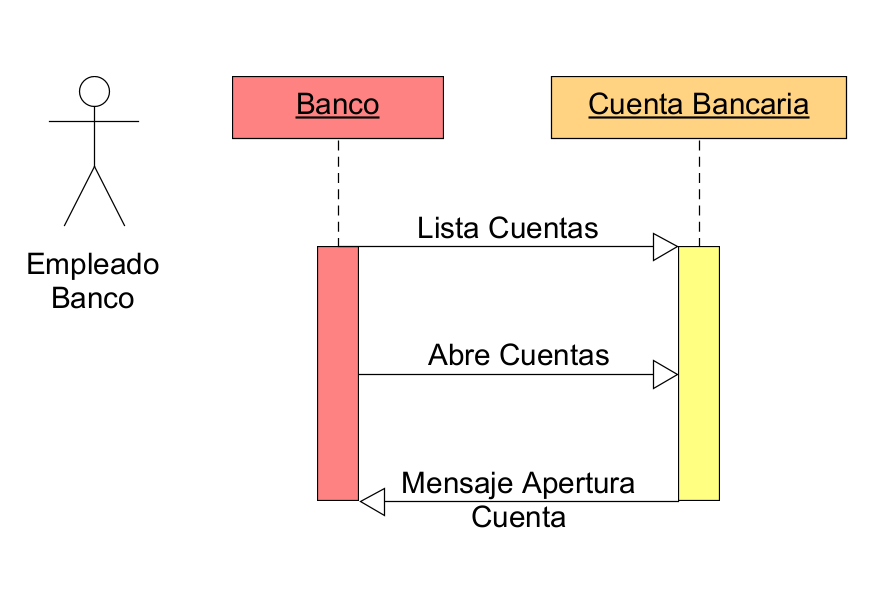 Banco
Cuenta Bancaria
Lista Cuentas
Empleado
Banco
Abre Cuentas
Mensaje Apertura
Cuenta